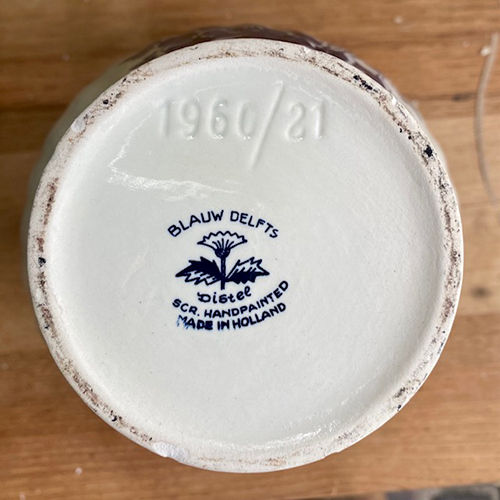 1960/21
BLAUW DELFTS
Distel
SCR. HANDPAINTED
MADE IN HOLLAND